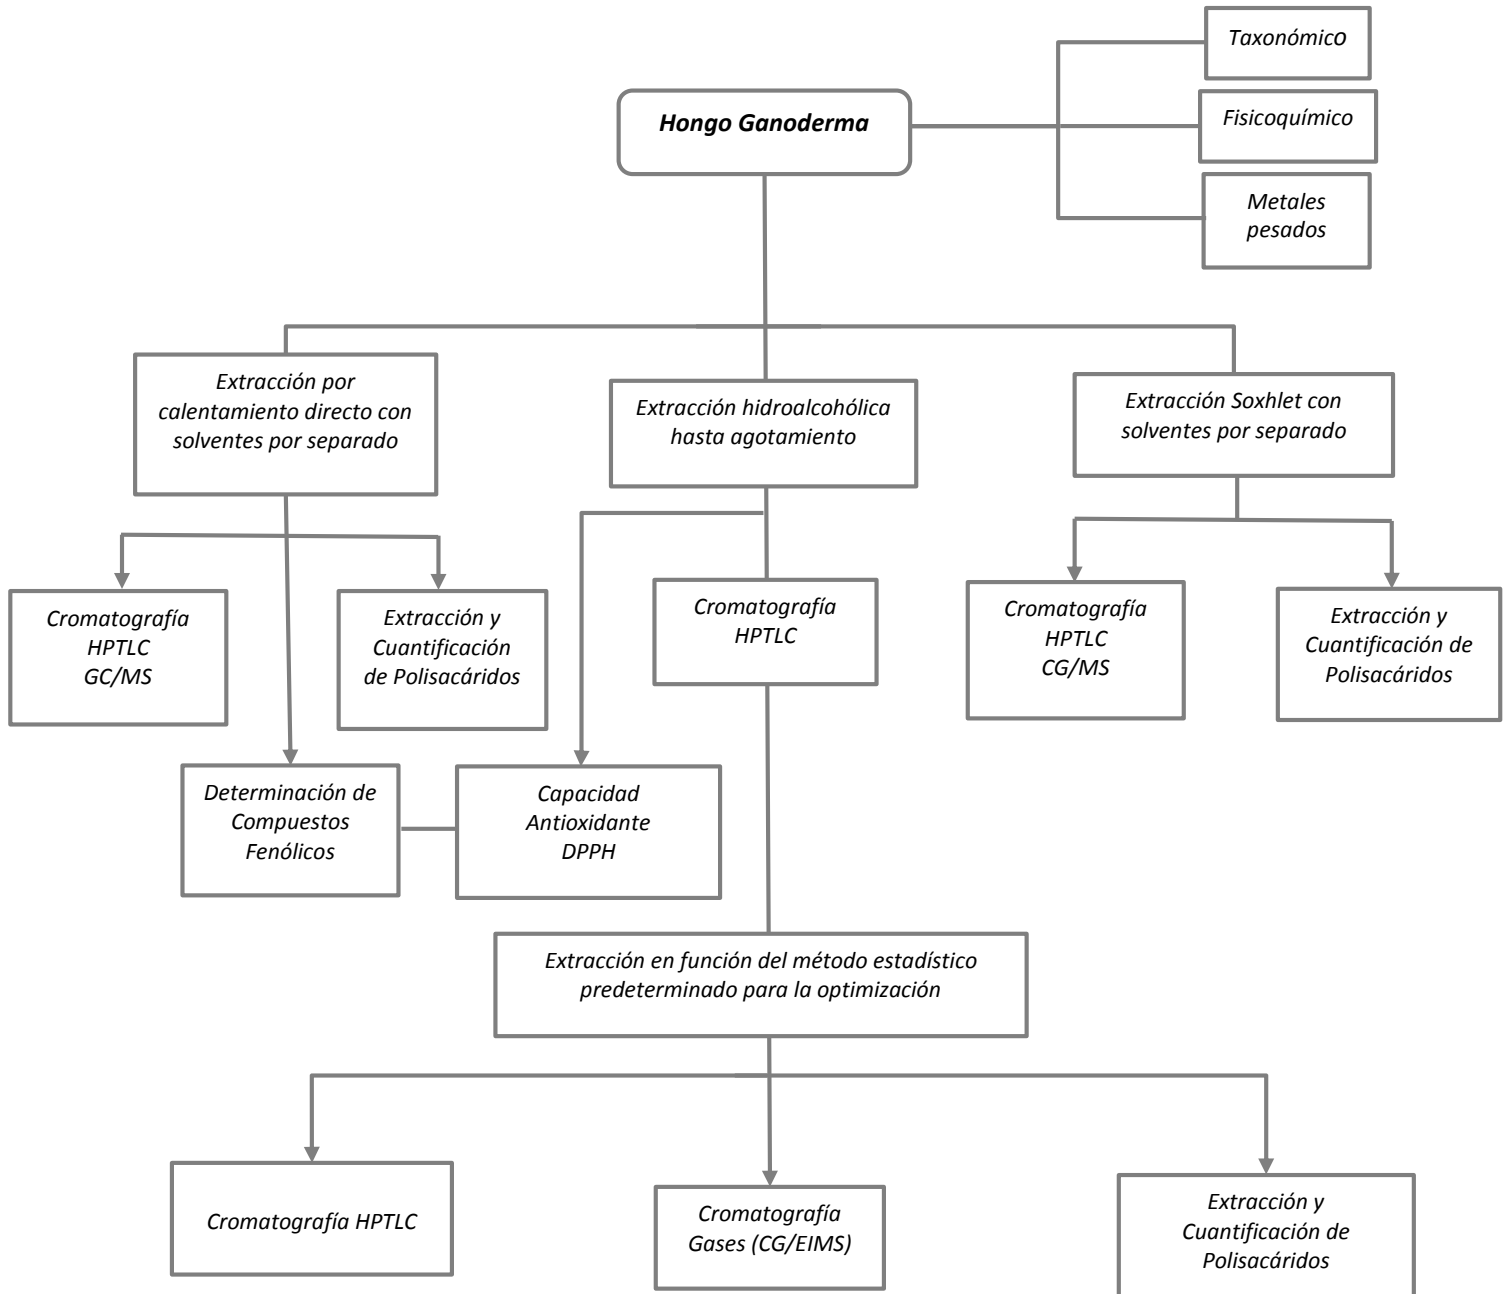 Taxonómico
Hongo Ganoderma
Fisicoquímico
Metales
pesados
Extracción por
calentamiento directo con
solventes por separado
Extracción hidroalcohólica
hasta agotamiento
Extracción Soxhlet con
solventes por separado
Cromatografía
HPTLC
GC/MS
Extracción y
Cuantificación
de Polisacáridos
Cromatografía
HPTLC
Cromatografía
HPTLC
CG/MS
Extracción y
Cuantificación de
Polisacáridos
Determinación de
Compuestos
Fenólicos
Capacidad
Antioxidante
DPPH
Extracción en función del método estadístico
predeterminado para la optimización
Cromatografía HPTLC
Cromatografía
Gases (CG/EIMS)
Extracción y
Cuantificación de
Polisacáridos